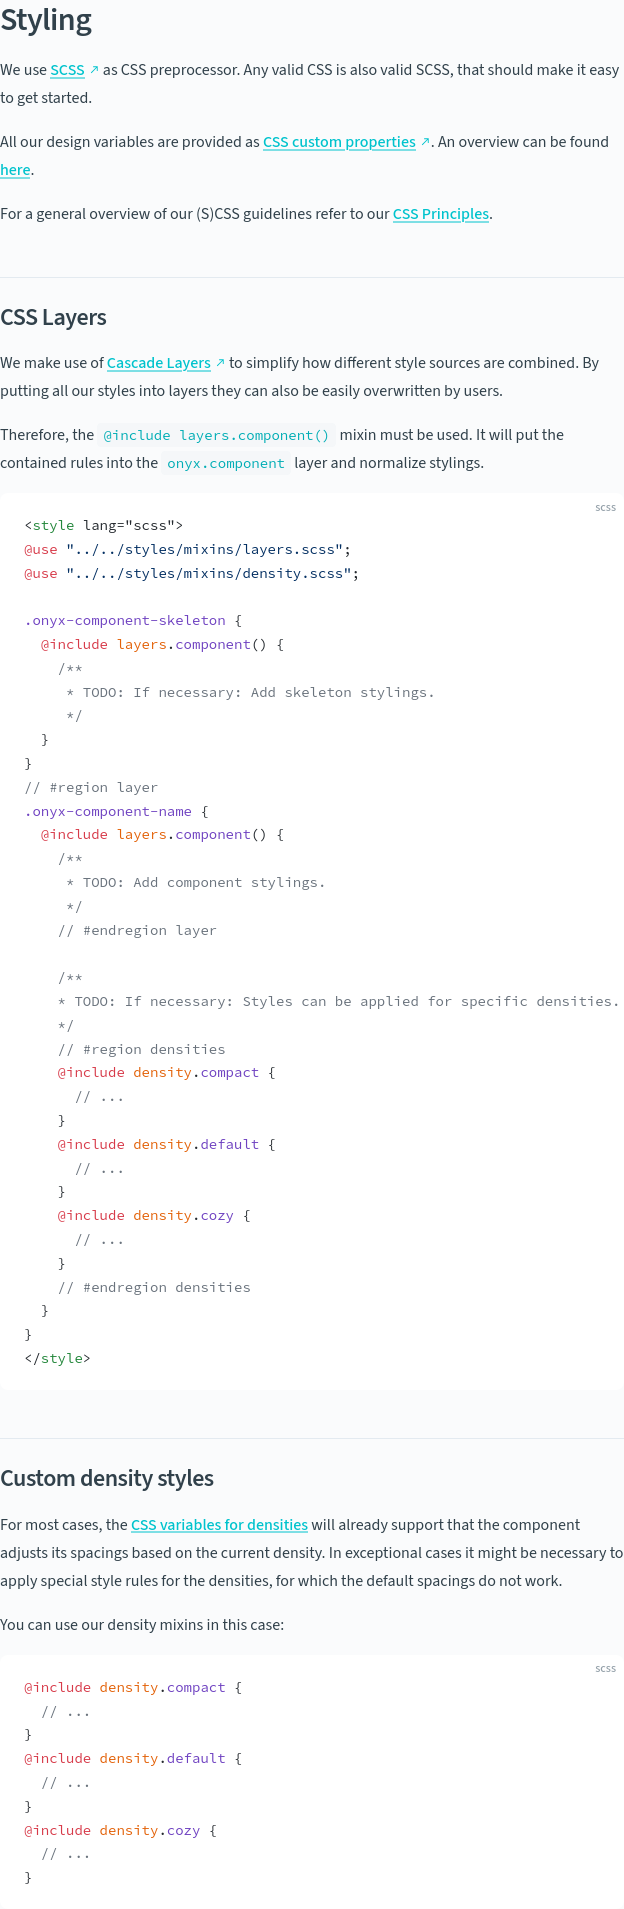 Styling
We use SCSS ↗ as CSS preprocessor. Any valid CSS is also valid SCSS, that should make it easy
to get started.
All our design variables are provided as CSS custom properties ↗. An overview can be found
here.
For a general overview of our (S)CSS guidelines refer to our CSS Principles.
CSS Layers
We make use of Cascade Layers ↗ to simplify how different style sources are combined. By
putting all our styles into layers they can also be easily overwritten by users.
Therefore, the @include layers.component() mixin must be used. It will put the
contained rules into the onyx.component layer and normalize stylings.
scss
<style lang="scss">
@use "../../styles/mixins/layers.scss";
@use "../../styles/mixins/density.scss";
.onyx-component-skeleton {
  @include layers.component() {
    /**
     * TODO: If necessary: Add skeleton stylings.
     */
  }
}
// #region layer
.onyx-component-name {
  @include layers.component() {
    /**
     * TODO: Add component stylings.
     */
    // #endregion layer
    /**
    * TODO: If necessary: Styles can be applied for specific densities.
    */
    // #region densities
    @include density.compact {
      // ...
    }
    @include density.default {
      // ...
    }
    @include density.cozy {
      // ...
    }
    // #endregion densities
  }
}
</style>
Custom density styles
For most cases, the CSS variables for densities will already support that the component
adjusts its spacings based on the current density. In exceptional cases it might be necessary to
apply special style rules for the densities, for which the default spacings do not work.
You can use our density mixins in this case:
scss
@include density.compact {
  // ...
}
@include density.default {
  // ...
}
@include density.cozy {
  // ...
}